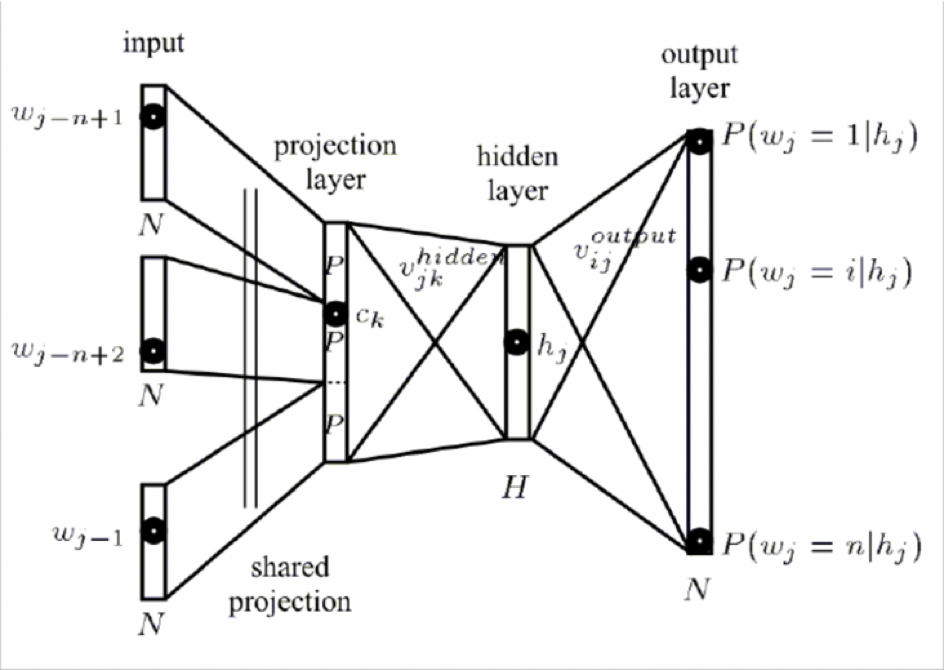 input
output
layer
w_{j-n+1}
P(w_j = 1|h_j)
projection
layer
hidden
layer
N
P
v_{jk}^{hidden}
v_{ij}^{output}
P(w_j = i|h_j)
c_k
w_{j-n+2}
P
h_j
N
P
H
w_{j-1}
P(w_j = n|h_j)
shared
projection
N
N